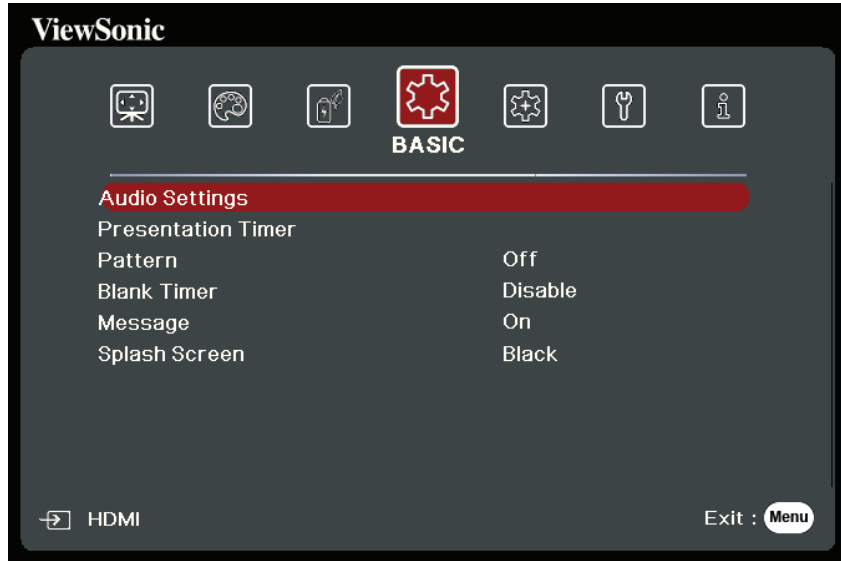 ViewSonic
BASIC
Audio Settings
Presentation Timer
Pattern Off
Blank Timer Disable
Message On
Splash Screen Black
HDMI Exit : Menu